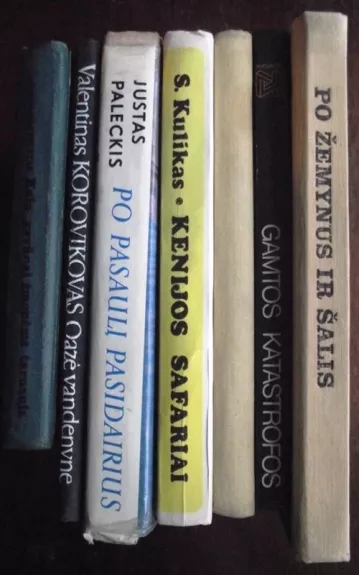 Valentinas KOROVIKOVAS Oazė vandenyne
JUSTAS
PALECKIS
PO PASAULĮ PASIDAIRIUS
S. Kulikas • KENIJOS SAFARIAI
GAMTOS KATASTROFOS
PO ŽEMYNUS IR ŠALIS